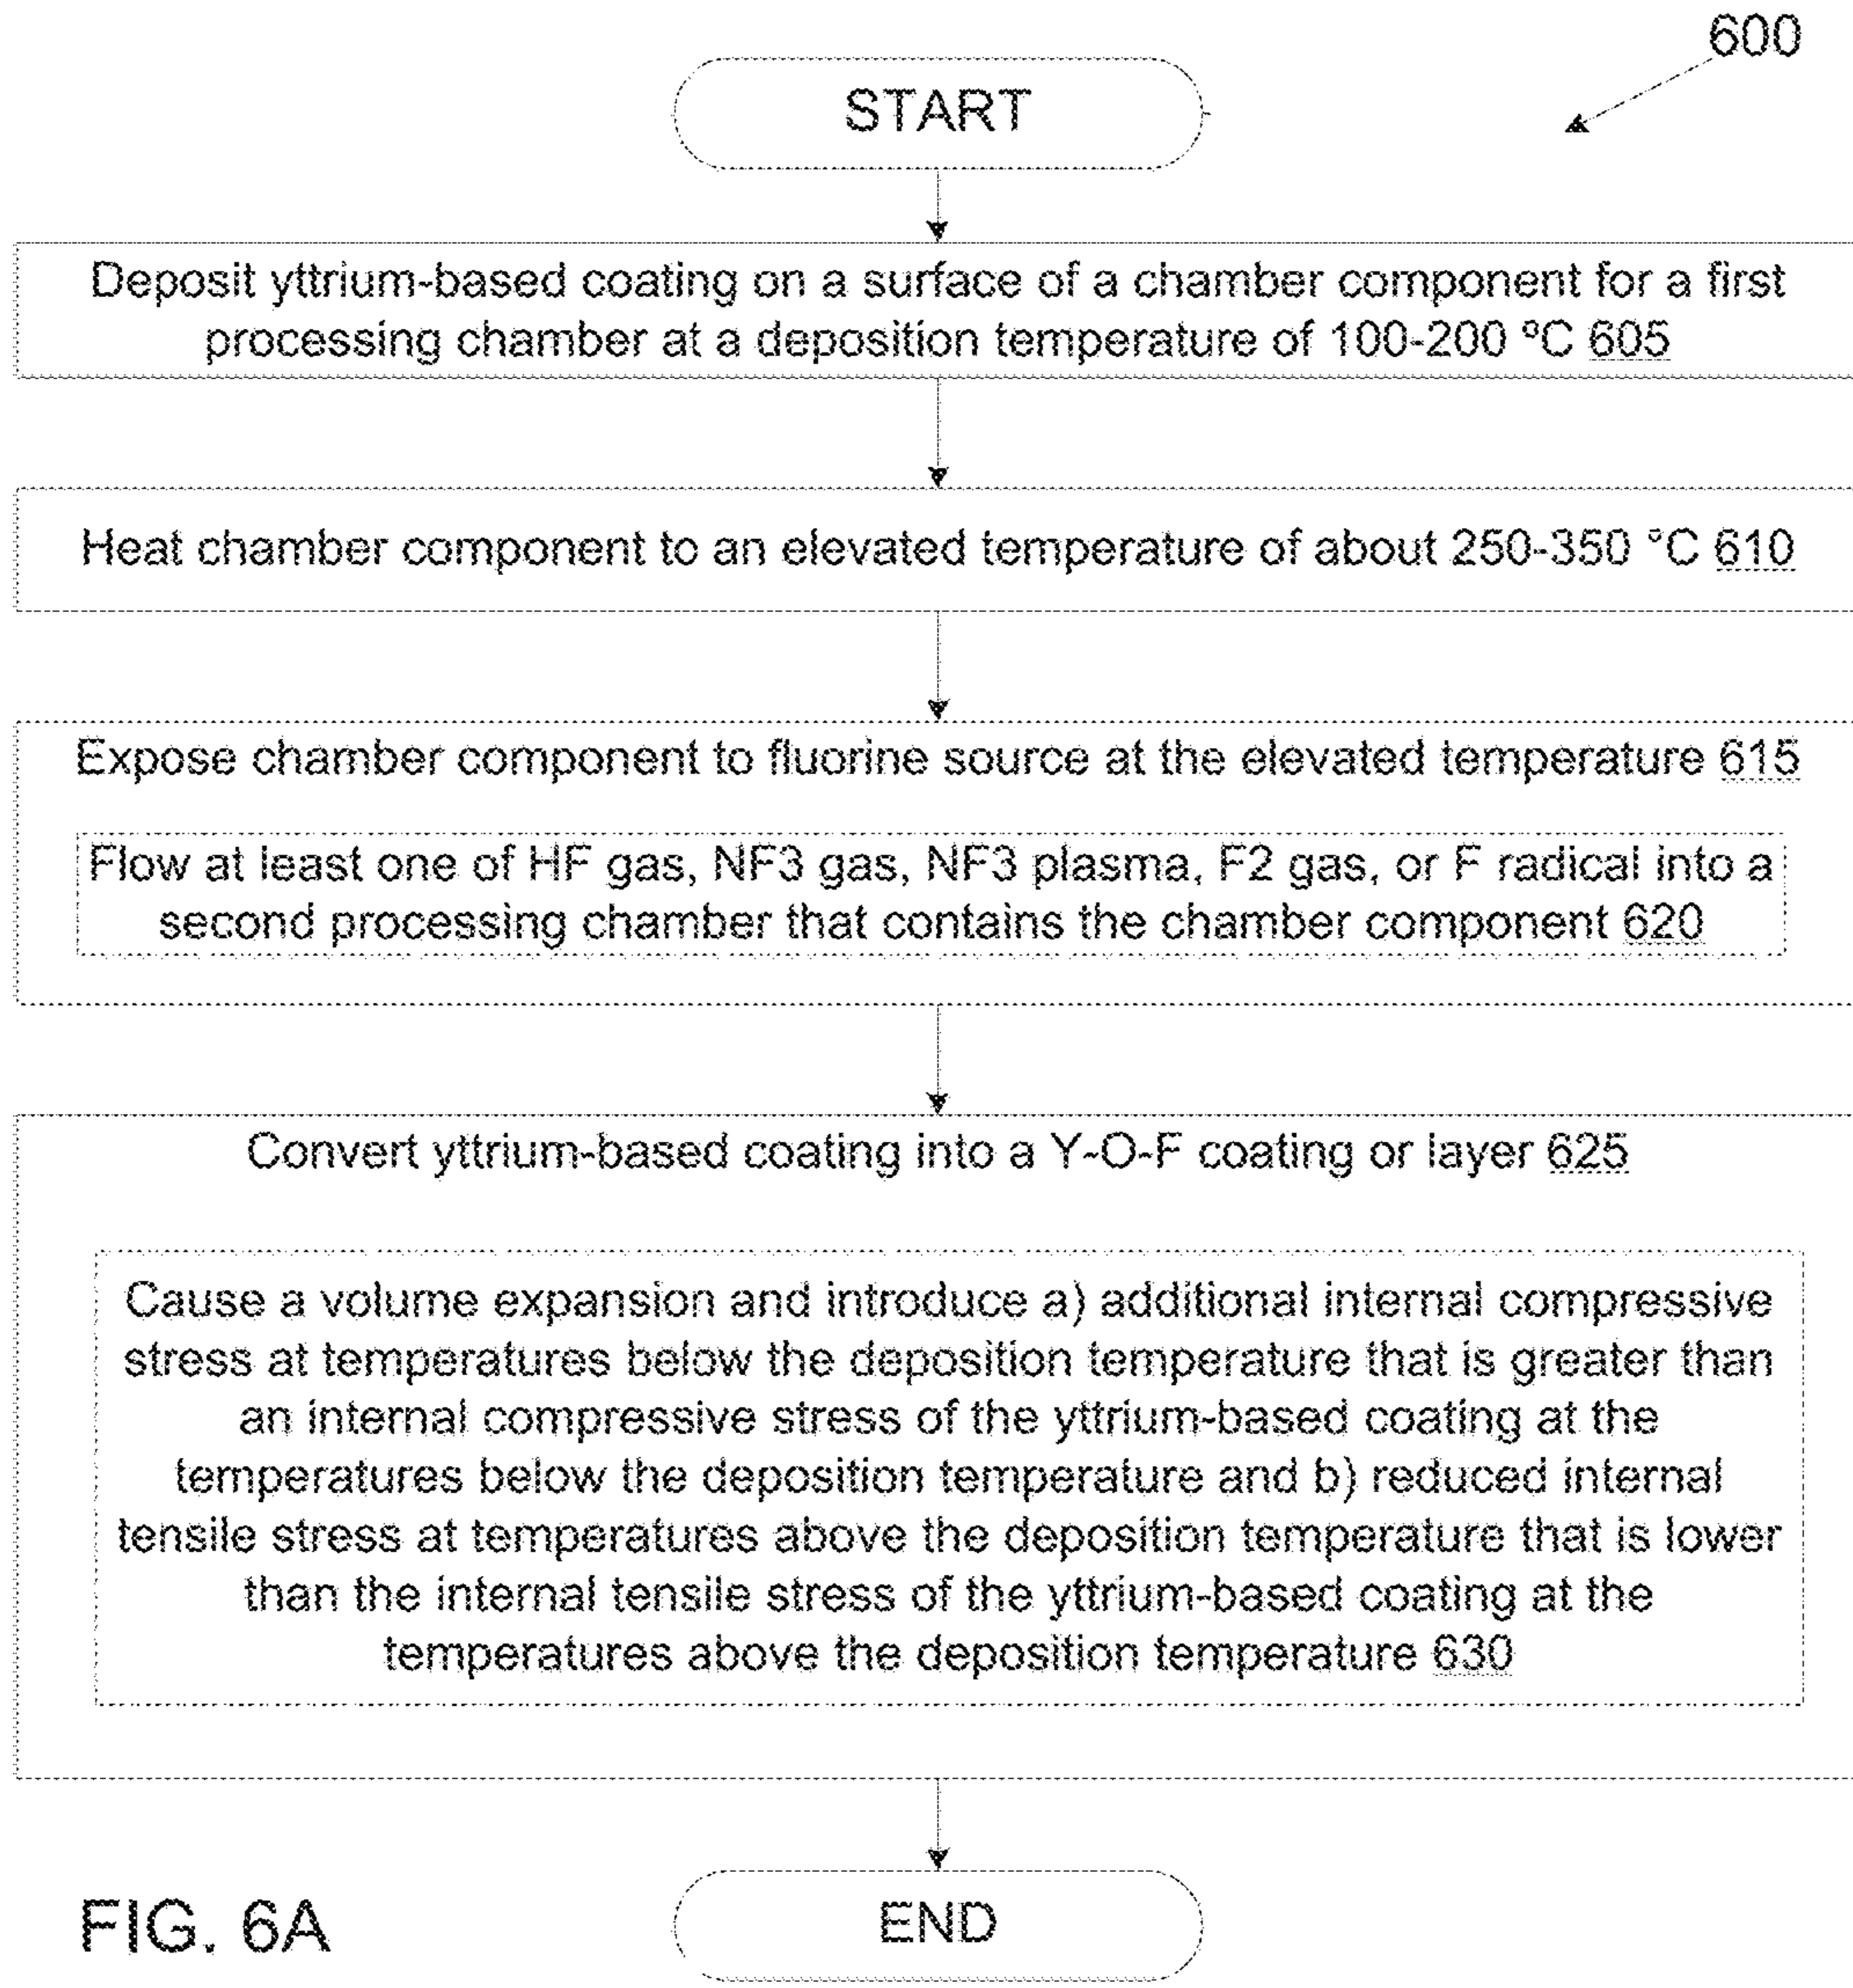 600
START
Deposit yttrium-based coating on a surface of a chamber component for a first
processing chamber at a deposition temperature of 100-200 ºC 605
Heat chamber component to an elevated temperature of about 250-350 °C 610
Expose chamber component to fluorine source at the elevated temperature 615
Flow at least one of HF gas, NF3 gas, NF3 plasma, F2 gas, or F radical into a
second processing chamber that contains the chamber component 620
Convert yttrium-based coating into a Y-O-F coating or layer 625
Cause a volume expansion and introduce a) additional internal compressive
stress at temperatures below the deposition temperature that is greater than
an internal compressive stress of the yttrium-based coating at the
temperatures below the deposition temperature and b) reduced internal
tensile stress at temperatures above the deposition temperature that is lower
than the internal tensile stress of the yttrium-based coating at the
temperatures above the deposition temperature 630
END
FIG. 6A